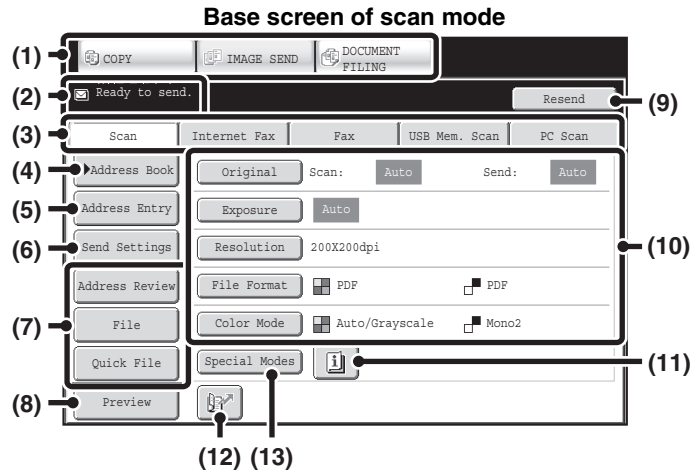 Base screen of scan mode
(1) COPY IMAGE SEND DOCUMENT FILING
(2) Ready to send.
Resend (9)
(3) Scan Internet Fax Fax USB Mem. Scan PC Scan
(4) Address Book Original Scan: Auto Send: Auto
(5) Address Entry Exposure Auto
(6) Send Settings Resolution 200X200dpi (10)
Address Review File Format PDF PDF
(7) File Color Mode Auto/Grayscale Mono2
Quick File Special Modes (11)
(8) Preview
(12) (13)